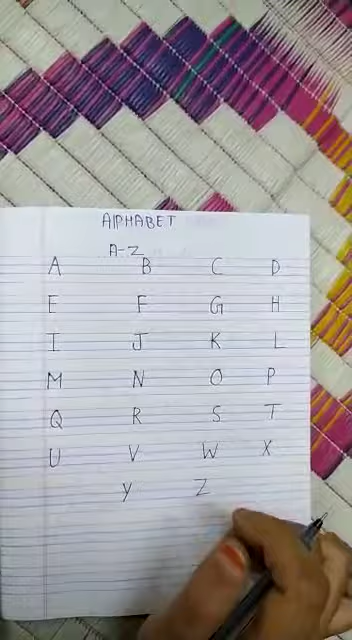 AlPHABET
A-Z
A B C D
E F G H
I J K L
M N O P
Q R S T
U V W X
Y Z